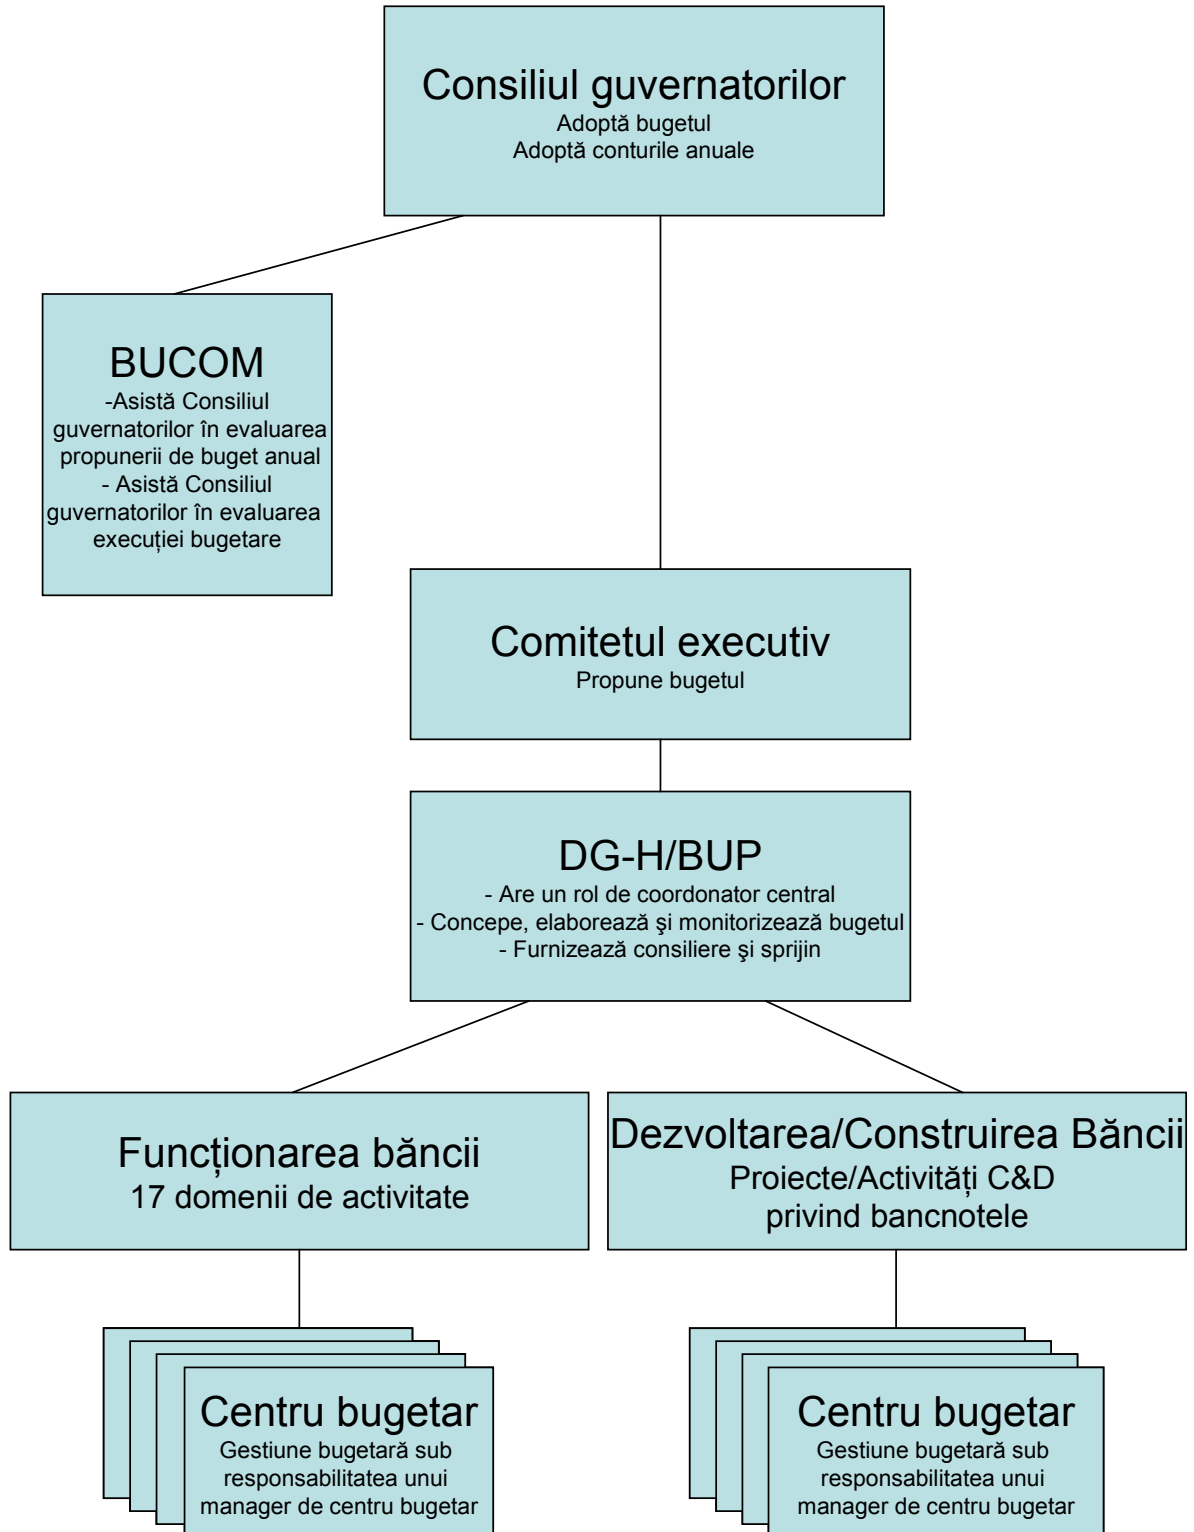 Consiliul guvernatorilor
Adoptă bugetul
Adoptă conturile anuale
BUCOM
-Asistă Consiliul
guvernatorilor în evaluarea
propunerii de buget anual
- Asistă Consiliul
guvernatorilor în evaluarea
execuției bugetare
Comitetul executiv
Propune bugetul
DG-H/BUP
- Are un rol de coordonator central
- Concepe, elaborează şi monitorizează bugetul
- Furnizează consiliere şi sprijin
Funcționarea băncii
17 domenii de activitate
Dezvoltarea/Construirea Băncii
Proiecte/Activități C&D
privind bancnotele
Centru bugetar
Gestiune bugetară sub
responsabilitatea unui
manager de centru bugetar
Centru bugetar
Gestiune bugetară sub
responsabilitatea unui
manager de centru bugetar